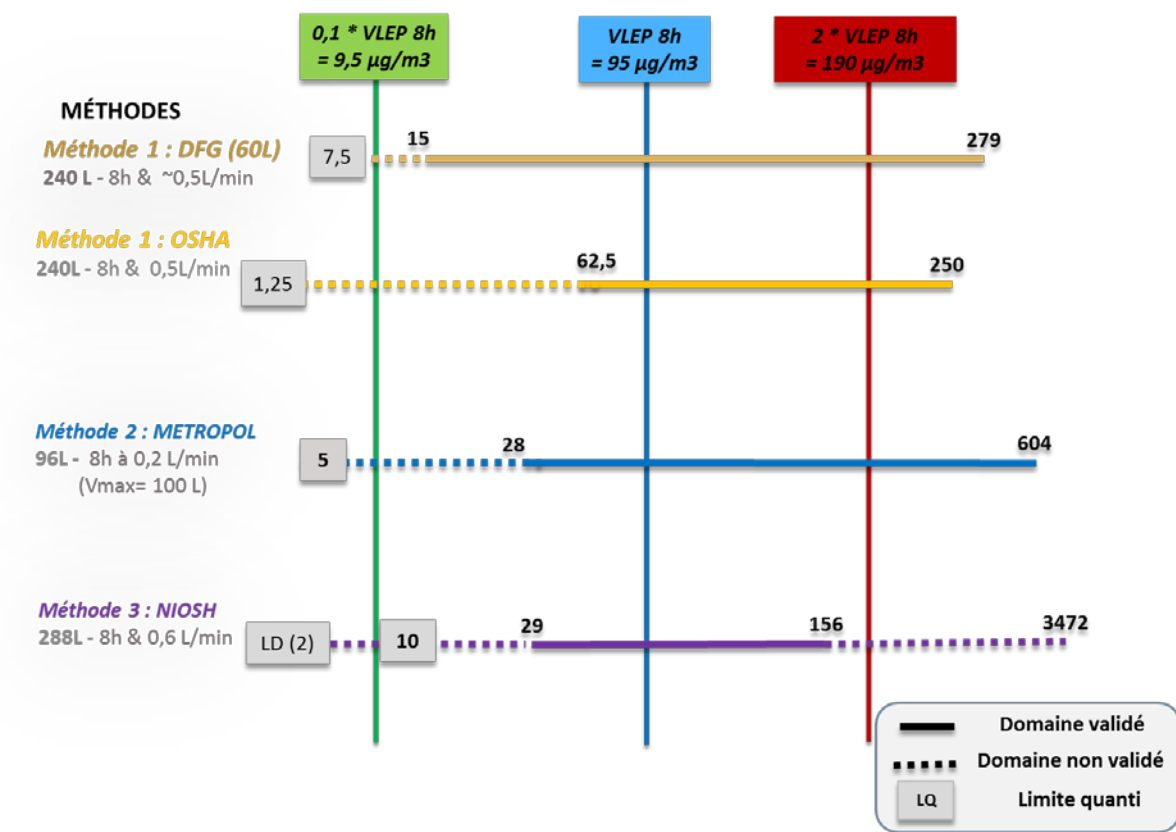 0,1 * VLEP 8h
= 9,5 µg/m3
VLEP 8h
= 95 µg/m3
2 * VLEP 8h
= 190 µg/m3
MÉTHODES
Méthode 1 : DFG (60L)
240 L - 8h & ~0,5L/min
7,5
15
279
Méthode 1 : OSHA
240L - 8h & 0,5L/min
1,25
62,5
250
Méthode 2 : METROPOL
96L - 8h à 0,2 L/min
(Vmax= 100 L)
5
28
604
Méthode 3 : NIOSH
288L - 8h & 0,6 L/min
LD (2)
10
29
156
3472
Domaine validé
Domaine non validé
LQ
Limite quanti